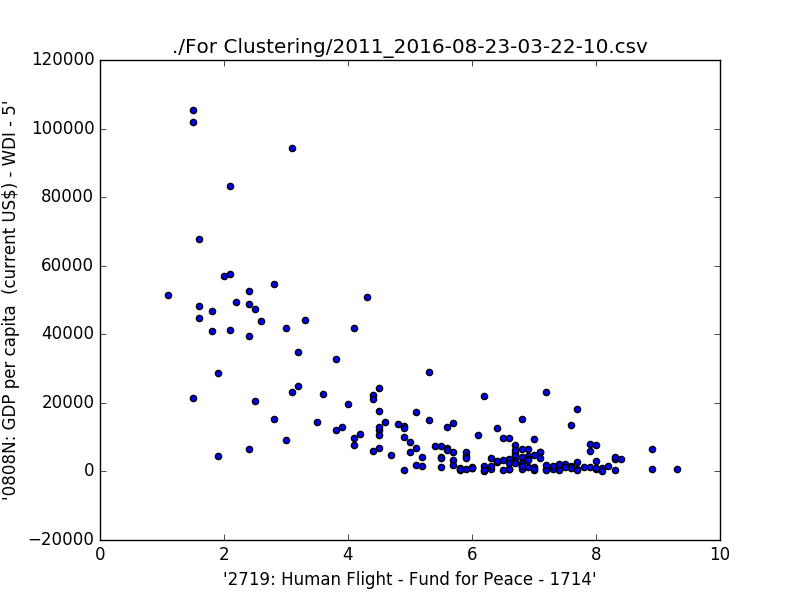 ./For Clustering/2011_2016-08-23-03-22-10.csv
120000
100000
80000
60000
40000
20000
0
−20000
'0808N: GDP per capita  (current US$) - WDI - 5'
0 2 4 6 8 10
'2719: Human Flight - Fund for Peace - 1714'